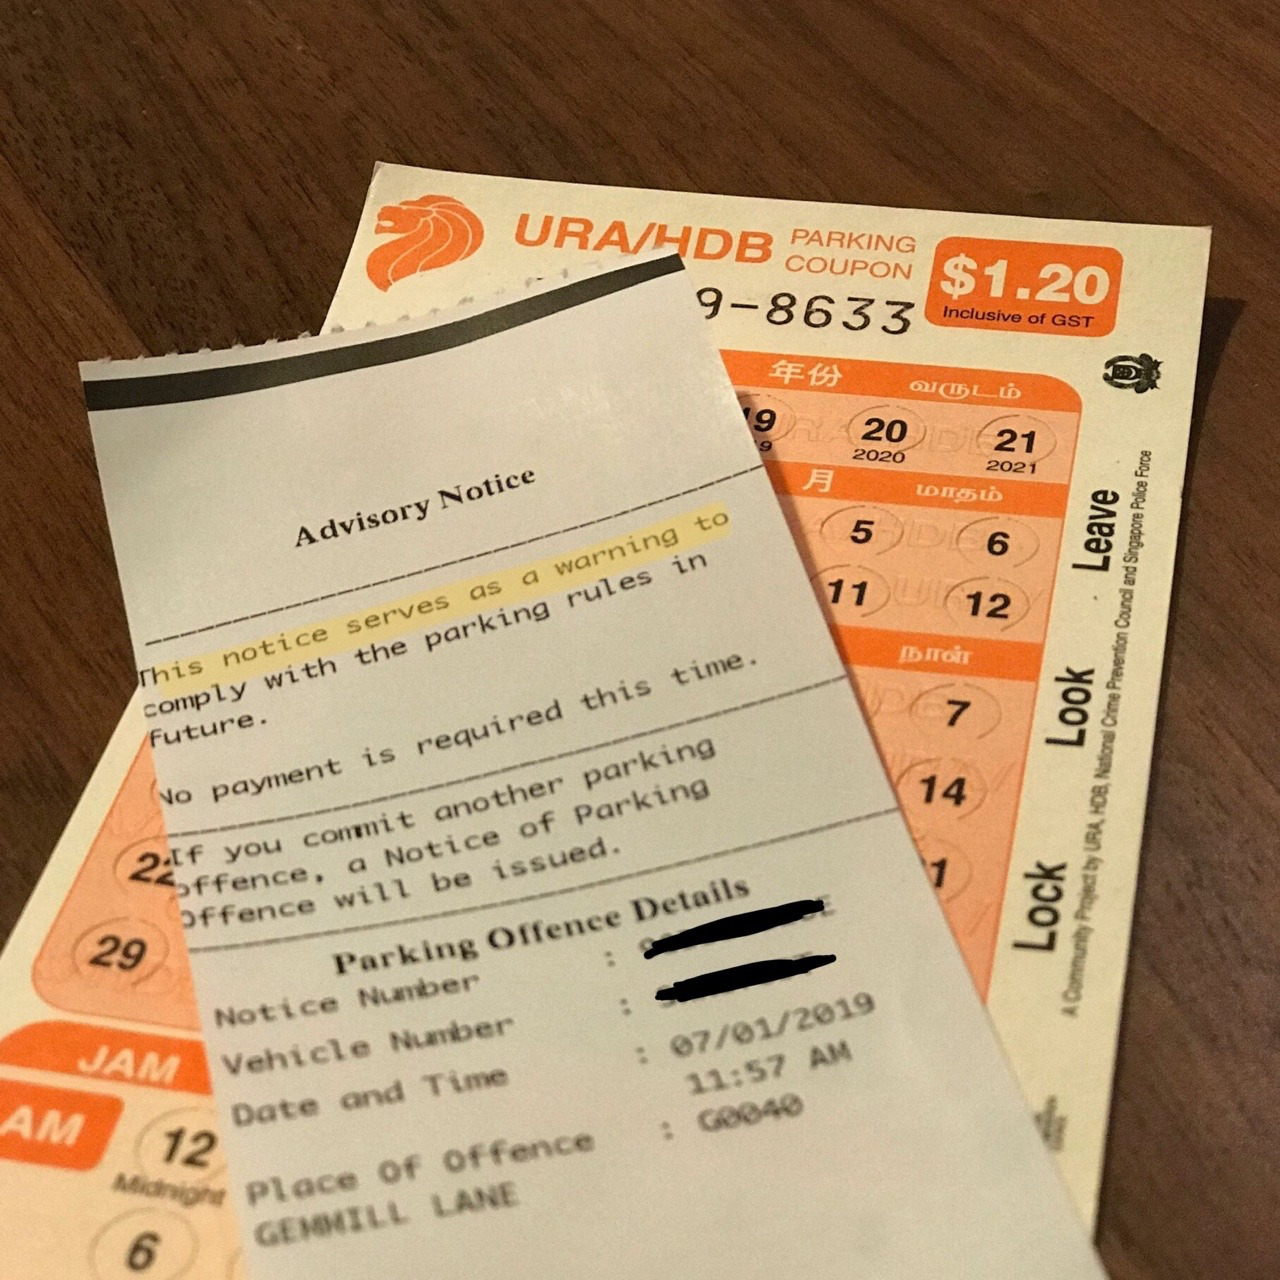 URA/HDB PARKING COUPON
$1.20
Inclusive of GST
9-8633
年份 வருடம்
19 20 21
2020 2021
月 மாதம்
5 6
11 12
நாள்
7
14
22
29
JAM
AM 12
Midnight
6
Lock Look Leave
A Community Project by URA, HDB, National Crime Prevention Council and Singapore Police Force
Advisory Notice
This notice serves as a warning to
comply with the parking rules in
future.
No payment is required this time.
If you commit another parking
offence, a Notice of Parking
Offence will be issued.
Parking Offence Details
Notice Number :
Vehicle Number :
Date and Time : 07/01/2019
11:57 AM
Place Of Offence : G0040
GEMMILL LANE